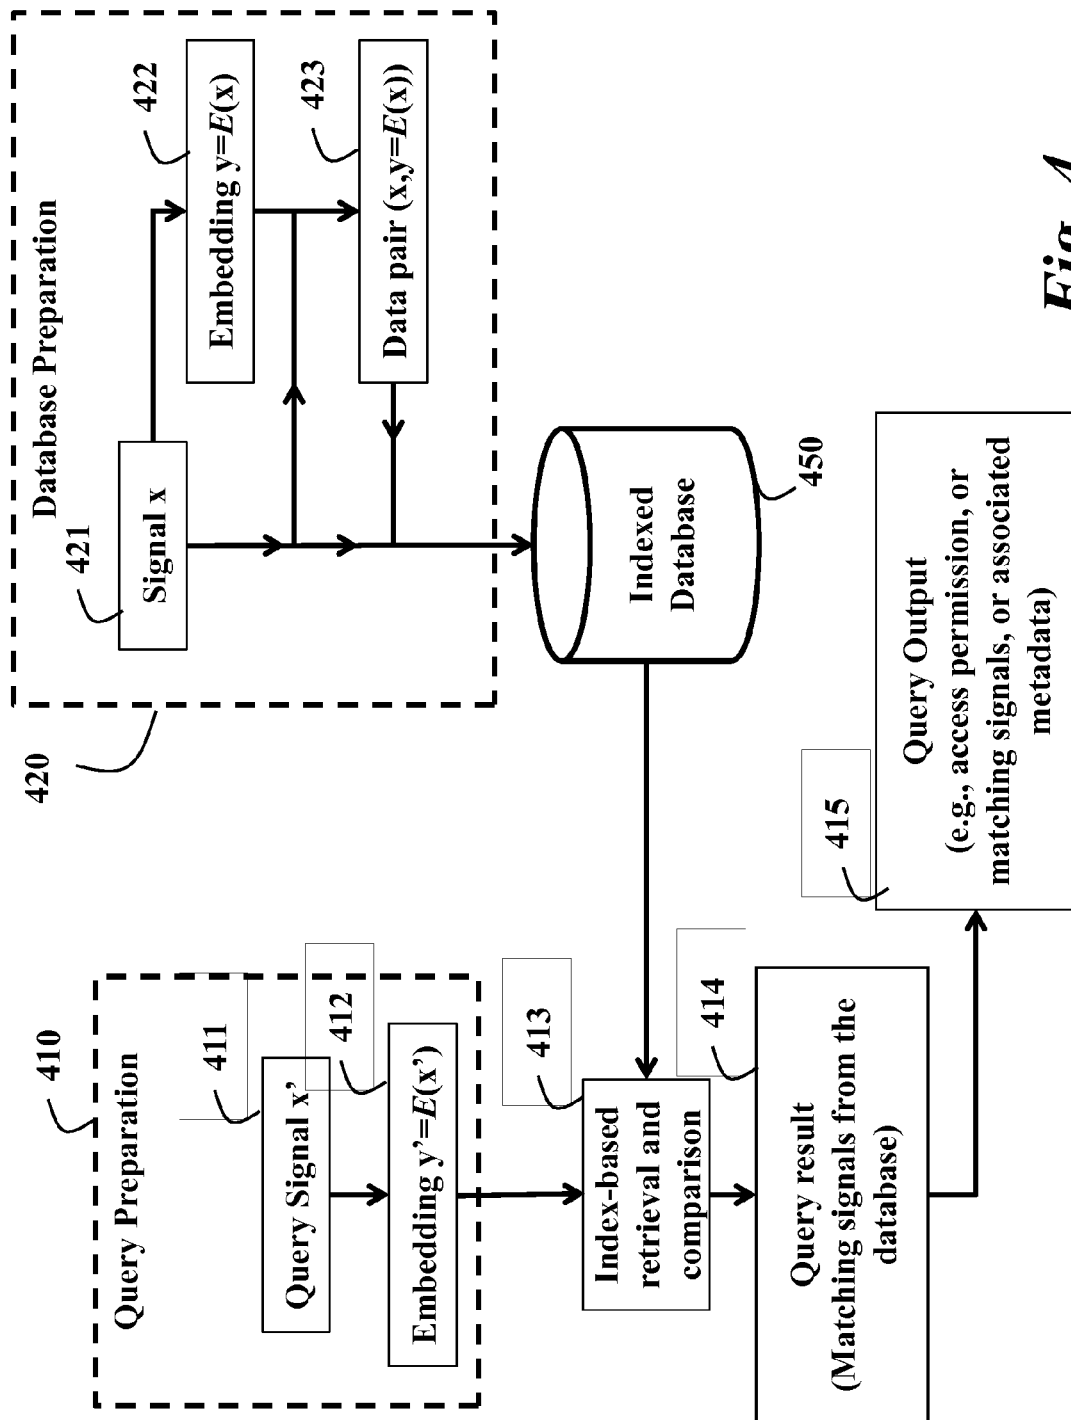 410
Query Preparation
411
Query Signal x’
412
Embedding y’=E(x’)
413
Index-based
retrieval and
comparison
414
Query result
(Matching signals from the
database)
415
Query Output
(e.g., access permission, or
matching signals, or associated
metadata)
420
Database Preparation
421
Signal x
422
Embedding y=E(x)
423
Data pair (x,y=E(x))
Indexed
Database
450
Fig. 4